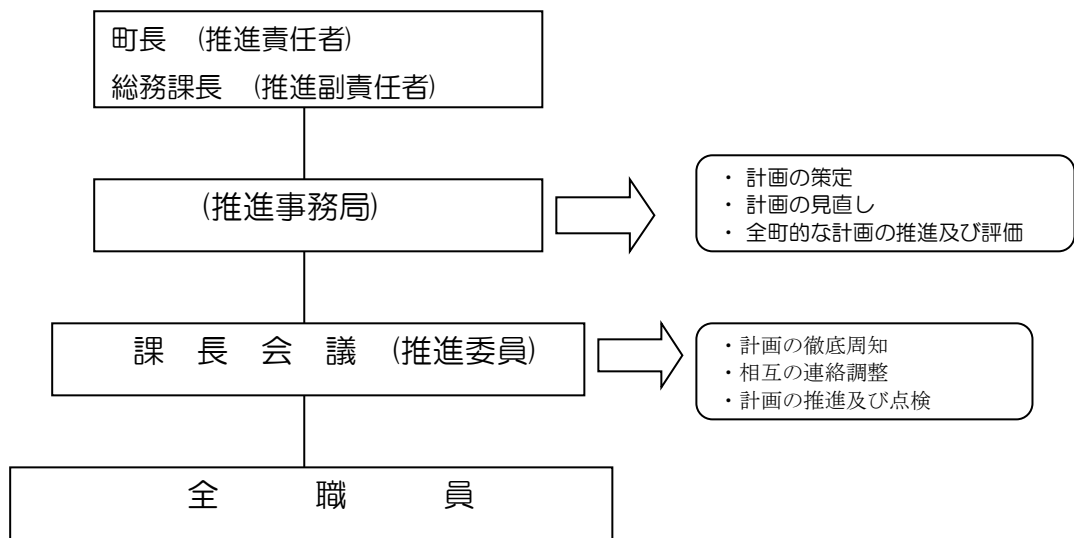 町長 (推進責任者)
総務課長 (推進副責任者)
(推進事務局)
・ 計画の策定
・ 計画の見直し
・ 全町的な計画の推進及び評価
課 長 会 議 (推進委員)
・計画の徹底周知
・相互の連絡調整
・計画の推進及び点検
全 職 員